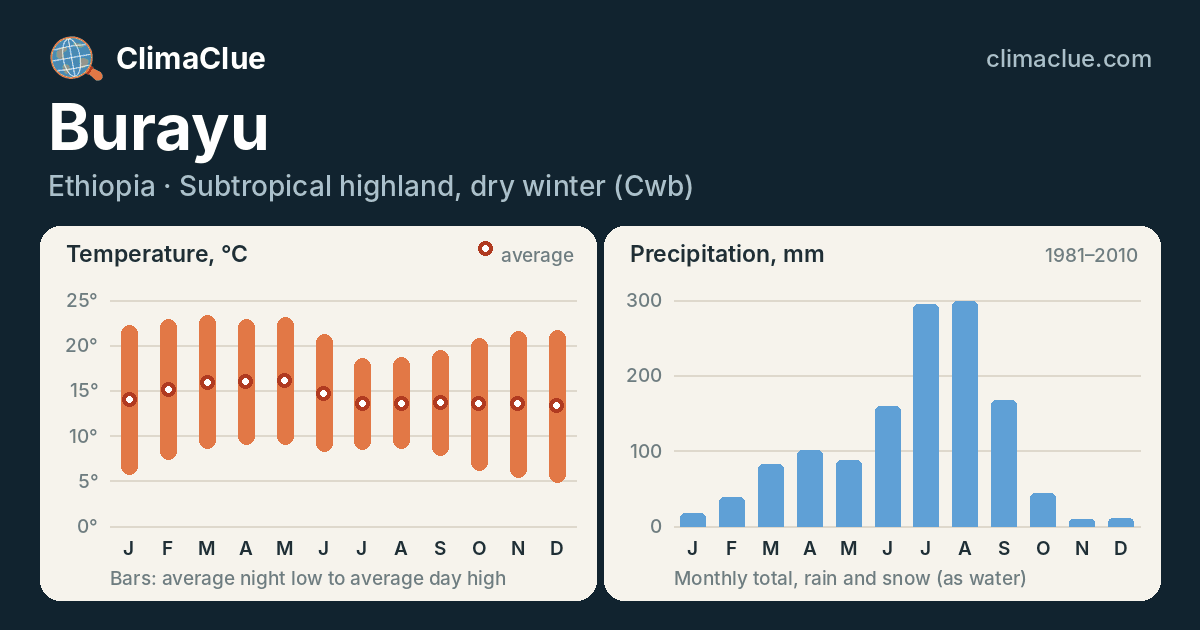 ClimaClue
climaclue.com
Burayu
Ethiopia · Subtropical highland, dry winter (Cwb)
Temperature, °C
average
25°
20°
15°
10°
5°
0°
J F M A M J J A S O N D
Bars: average night low to average day high
Precipitation, mm
1981–2010
300
200
100
0
J F M A M J J A S O N D
Monthly total, rain and snow (as water)